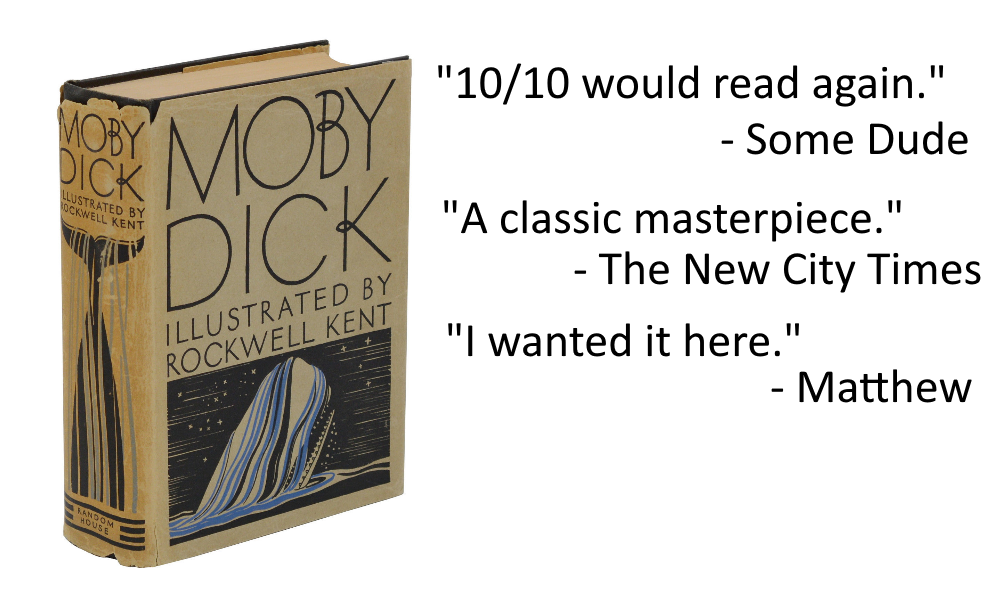 MOBY
DICK
ILLUSTRATED BY
ROCKWELL KENT
RANDOM
HOUSE
MOBY
DICK
ILLUSTRATED BY
ROCKWELL KENT
"10/10 would read again."
- Some Dude
"A classic masterpiece."
- The New City Times
"I wanted it here."
- Matthew